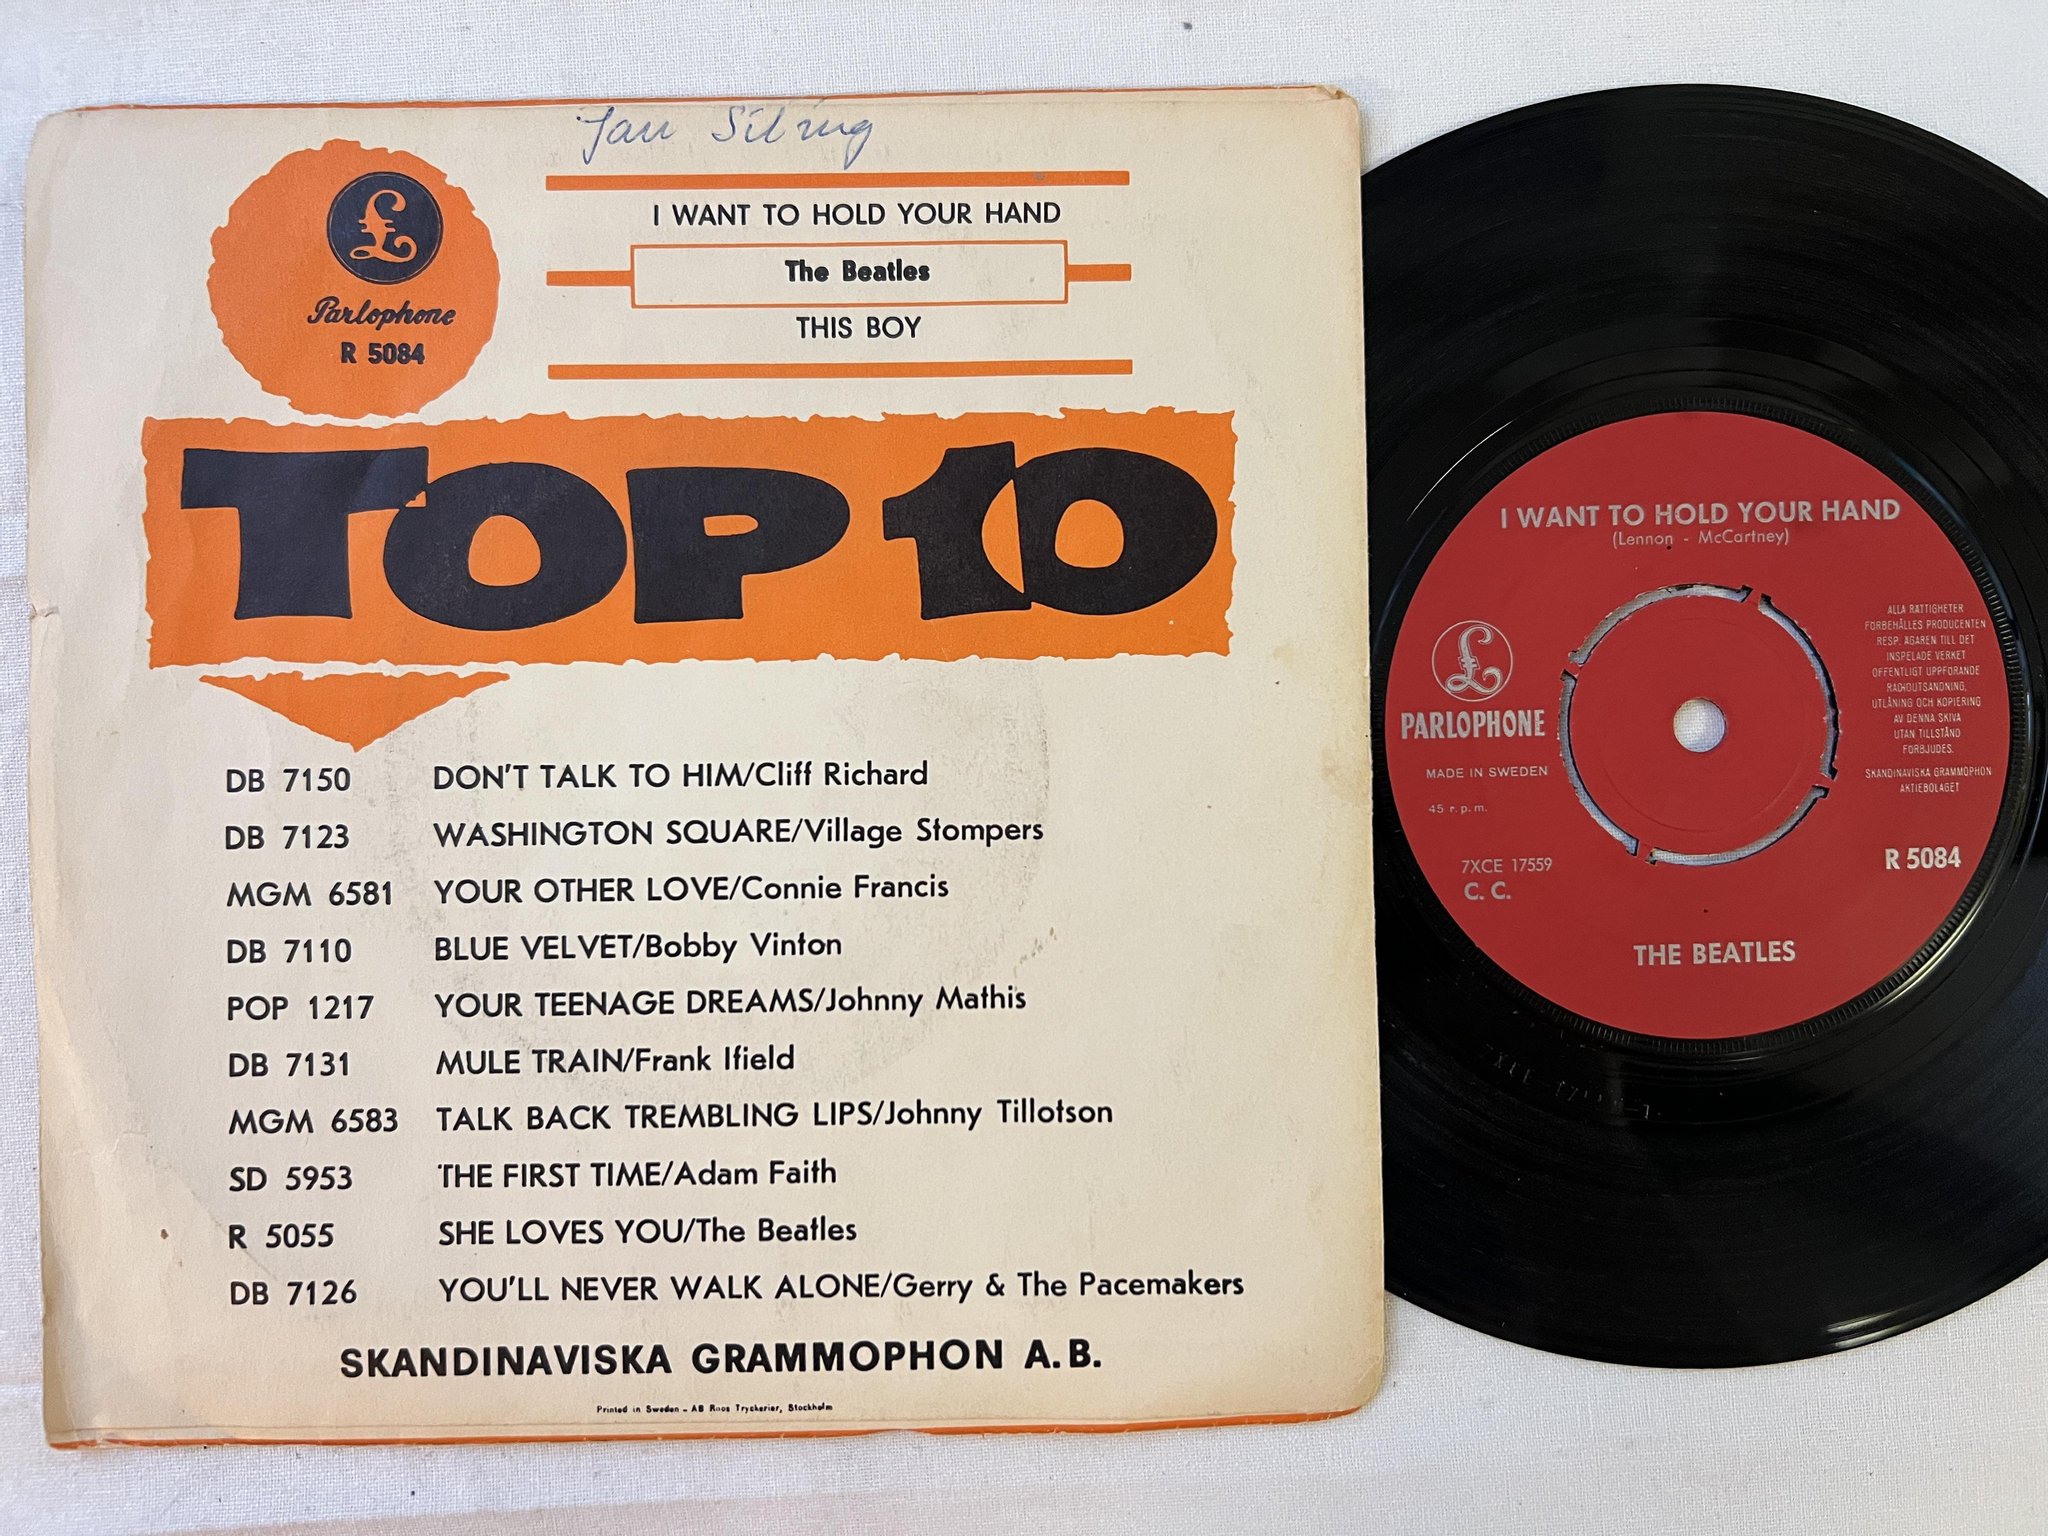 Jan
£
Parlophone
R 5084
I WANT TO HOLD YOUR HAND
The Beatles
THIS BOY
TOP 10
DB 7150 DON'T TALK TO HIM/Cliff Richard
DB 7123 WASHINGTON SQUARE/Village Stompers
MGM 6581 YOUR OTHER LOVE/Connie Francis
DB 7110 BLUE VELVET/Bobby Vinton
POP 1217 YOUR TEENAGE DREAMS/Johnny Mathis
DB 7131 MULE TRAIN/Frank Ifield
MGM 6583 TALK BACK TREMBLING LIPS/Johnny Tillotson
SD 5953 THE FIRST TIME/Adam Faith
R 5055 SHE LOVES YOU/The Beatles
DB 7126 YOU'LL NEVER WALK ALONE/Gerry & The Pacemakers
SKANDINAVISKA GRAMMOPHON A.B.
Printed in Sweden - AB Roos Tryckerier, Stockholm
I WANT TO HOLD YOUR HAND
(Lennon - McCartney)
£
PARLOPHONE
MADE IN SWEDEN
45 r.p.m.
7XCE 17559
C. C.
ALLA RÄTTIGHETER
FÖRBEHÅLLES PRODUCENTEN
RESP. ÄGAREN TILL DET
INSPELADE VERKET
OFFENTLIGT UPPFÖRANDE
RADIOUTSÄNDNING,
UTLÅNING OCH KOPIERING
AV DENNA SKIVA
UTAN TILLSTÅND
FÖRBJUDES.
SKANDINAVISKA GRAMMOPHON
AKTIEBOLAGET
R 5084
THE BEATLES